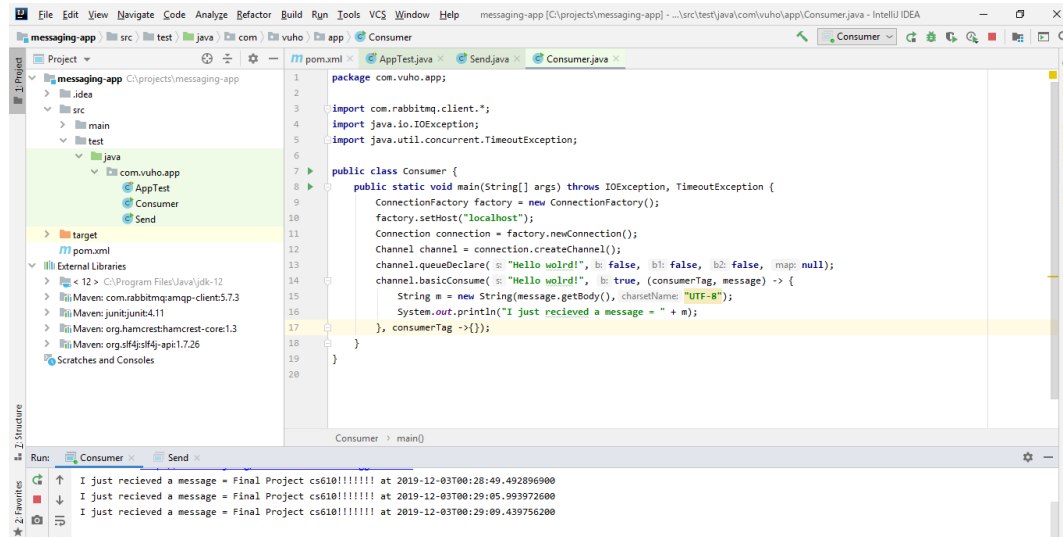 File Edit View Navigate Code Analyze Refactor Build Run Tools VCS Window Help messaging-app [C:\projects\messaging-app] - ...\src\test\java\com\vuho\app\Consumer.java - IntelliJ IDEA
messaging-app src test java com vuho app Consumer Consumer
1: Project
Project
messaging-app C:\projects\messaging-app
.idea
src
main
test
java
com.vuho.app
AppTest
Consumer
Send
target
pom.xml
External Libraries
< 12 > C:\Program Files\Java\jdk-12
Maven: com.rabbitmq:amqp-client:5.7.3
Maven: junit:junit:4.11
Maven: org.hamcrest:hamcrest-core:1.3
Maven: org.slf4j:slf4j-api:1.7.26
Scratches and Consoles
pom.xml AppTest.java Send.java Consumer.java
1 package com.vuho.app;
2
3 import com.rabbitmq.client.*;
4 import java.io.IOException;
5 import java.util.concurrent.TimeoutException;
6
7 public class Consumer {
8 public static void main(String[] args) throws IOException, TimeoutException {
9 ConnectionFactory factory = new ConnectionFactory();
10 factory.setHost("localhost");
11 Connection connection = factory.newConnection();
12 Channel channel = connection.createChannel();
13 channel.queueDeclare( s: "Hello wolrd!", b: false, b1: false, b2: false, map: null);
14 channel.basicConsume( s: "Hello wolrd!", b: true, (consumerTag, message) -> {
15 String m = new String(message.getBody(), charsetName: "UTF-8");
16 System.out.println("I just recieved a message = " + m);
17 }, consumerTag ->{});
18 }
19 }
20
Consumer > main()
7: Structure
2: Favorites
Run: Consumer Send
I just recieved a message = Final Project cs610!!!!!!! at 2019-12-03T00:28:49.492896900
I just recieved a message = Final Project cs610!!!!!!! at 2019-12-03T00:29:05.993972600
I just recieved a message = Final Project cs610!!!!!!! at 2019-12-03T00:29:09.439756200